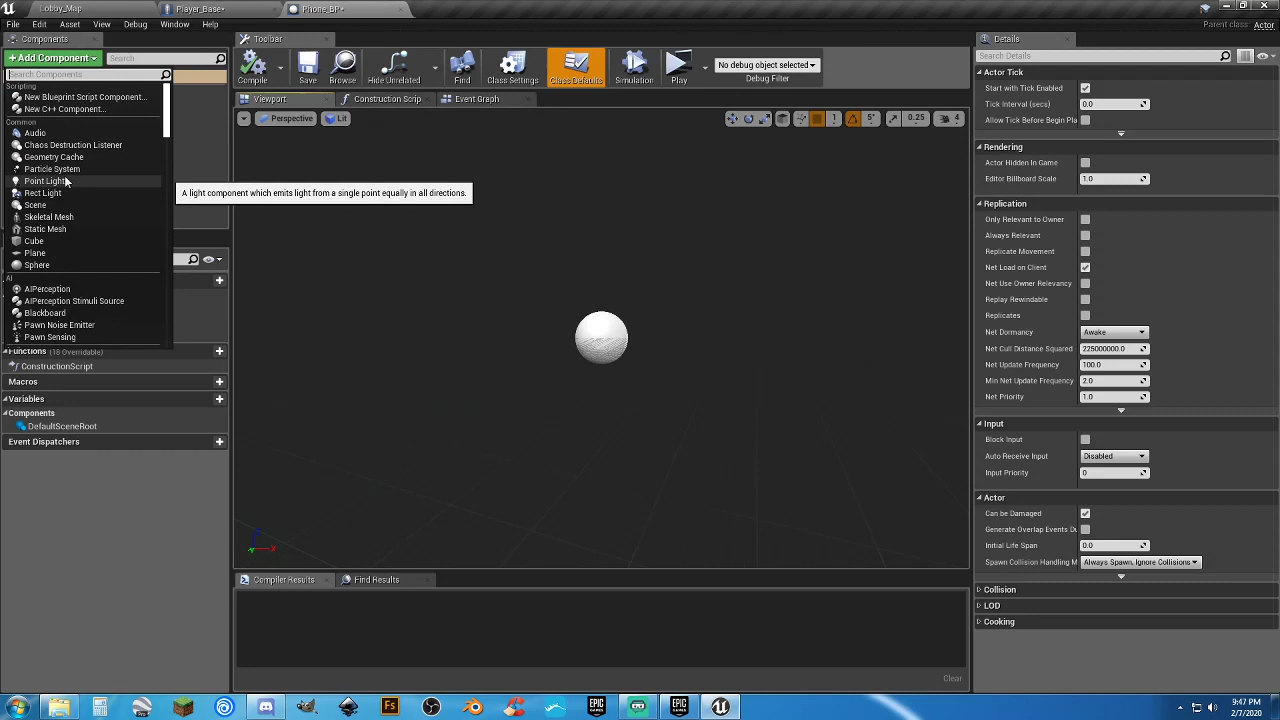 Lobby_Map
Player_Base*
Phone_BP*
File Edit Asset View Debug Window Help
Parent class: Actor
Components
+Add Component
Search
Search Components
Scripting
New Blueprint Script Component...
New C++ Component...
Common
Audio
Chaos Destruction Listener
Geometry Cache
Particle System
Point Light
Rect Light
Scene
Skeletal Mesh
Static Mesh
Cube
Plane
Sphere
AI
AIPerception
AIPerception Stimuli Source
Blackboard
Pawn Noise Emitter
Pawn Sensing
A light component which emits light from a single point equally in all directions.
Functions (18 Overridable)
ConstructionScript
Macros
Variables
Components
DefaultSceneRoot
Event Dispatchers
Toolbar
Compile
Save
Browse
Hide Unrelated
Find
Class Settings
Class Defaults
Simulation
Play
No debug object selected
Debug Filter
Viewport
Construction Scrip
Event Graph
Perspective
Lit
1
5°
0.25
4
Compiler Results
Find Results
Clear
Details
Search Details
Actor Tick
Start with Tick Enabled
Tick Interval (secs) 0.0
Allow Tick Before Begin Pla
Rendering
Actor Hidden In Game
Editor Billboard Scale 1.0
Replication
Only Relevant to Owner
Always Relevant
Replicate Movement
Net Load on Client
Net Use Owner Relevancy
Replay Rewindable
Replicates
Net Dormancy Awake
Net Cull Distance Squared 225000000.0
Net Update Frequency 100.0
Min Net Update Frequency 2.0
Net Priority 1.0
Input
Block Input
Auto Receive Input Disabled
Input Priority 0
Actor
Can be Damaged
Generate Overlap Events Du
Initial Life Span 0.0
Spawn Collision Handling M Always Spawn, Ignore Collisions
Collision
LOD
Cooking
Pro
Fs
EPIC GAMES
EPIC GAMES
9:47 PM
2/7/2020